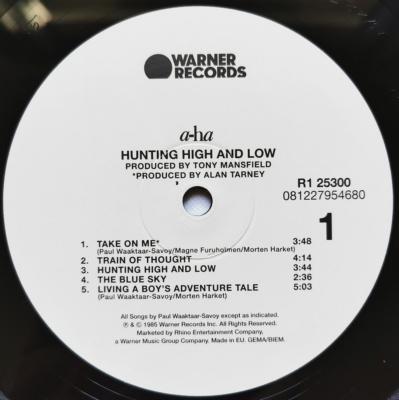 WARNER
RECORDS
a-ha
HUNTING HIGH AND LOW
PRODUCED BY TONY MANSFIELD
*PRODUCED BY ALAN TARNEY
R1 25300
081227954680
1
1. TAKE ON ME* 3:48
(Paul Waaktaar-Savoy/Magne Furuholmen/Morten Harket)
2. TRAIN OF THOUGHT 4:14
3. HUNTING HIGH AND LOW 3:44
4. THE BLUE SKY 2:36
5. LIVING A BOY'S ADVENTURE TALE 5:03
(Paul Waaktaar-Savoy/Morten Harket)
All Songs by Paul Waaktaar-Savoy except as indicated.
℗ & © 1985 Warner Records Inc. All Rights Reserved.
Marketed by Rhino Entertainment Company,
a Warner Music Group Company. Made in EU. GEMA/BIEM.